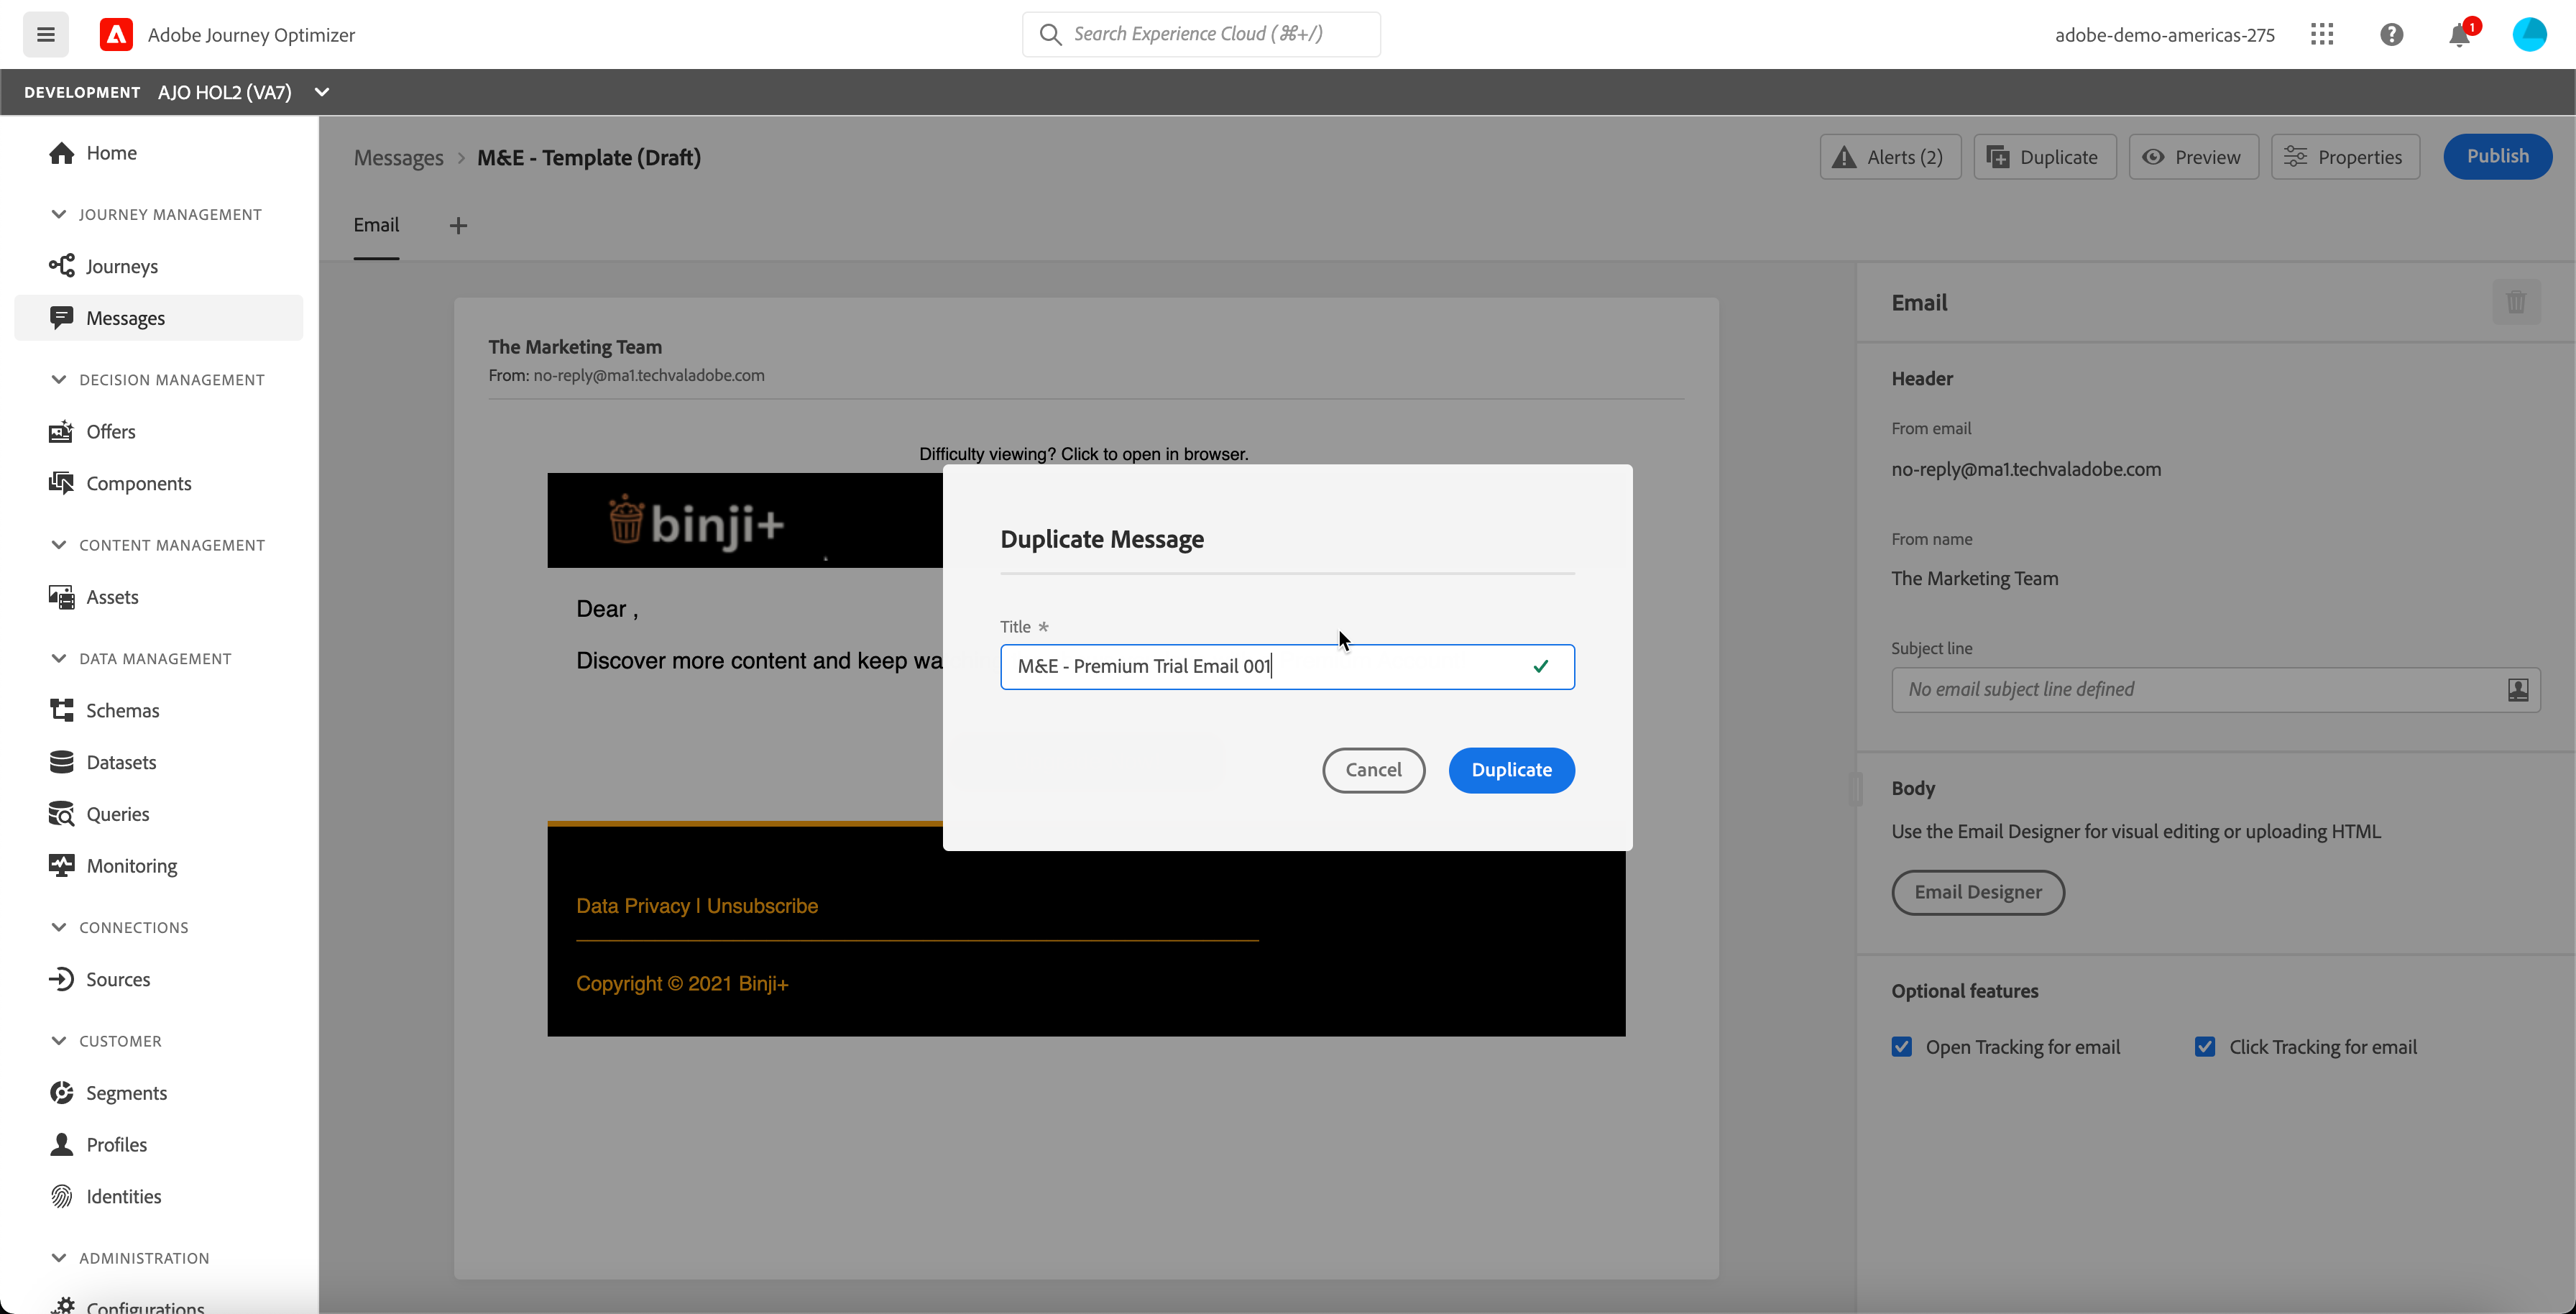 Adobe Journey Optimizer
Search Experience Cloud (⌘+/)
adobe-demo-americas-275
1
DEVELOPMENT AJO HOL2 (VA7)
Home
JOURNEY MANAGEMENT
Journeys
Messages
DECISION MANAGEMENT
Offers
Components
CONTENT MANAGEMENT
Assets
DATA MANAGEMENT
Schemas
Datasets
Queries
Monitoring
CONNECTIONS
Sources
CUSTOMER
Segments
Profiles
Identities
ADMINISTRATION
Configurations
Messages > M&E - Template (Draft)
Alerts (2)
Duplicate
Preview
Properties
Publish
Email +
The Marketing Team
From: no-reply@ma1.techvaladobe.com
Difficulty viewing? Click to open in browser.
binji+
Dear ,
Discover more content and keep wa
Data Privacy | Unsubscribe
Copyright © 2021 Binji+
Duplicate Message
Title *
M&E - Premium Trial Email 001
Cancel
Duplicate
Email
Header
From email
no-reply@ma1.techvaladobe.com
From name
The Marketing Team
Subject line
No email subject line defined
Body
Use the Email Designer for visual editing or uploading HTML
Email Designer
Optional features
Open Tracking for email
Click Tracking for email